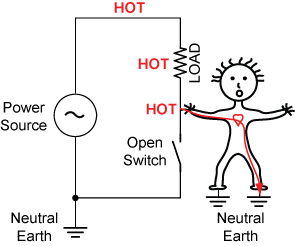 HOT
HOT
LOAD
HOT
Power
Source
Open
Switch
Neutral
Earth
Neutral
Earth